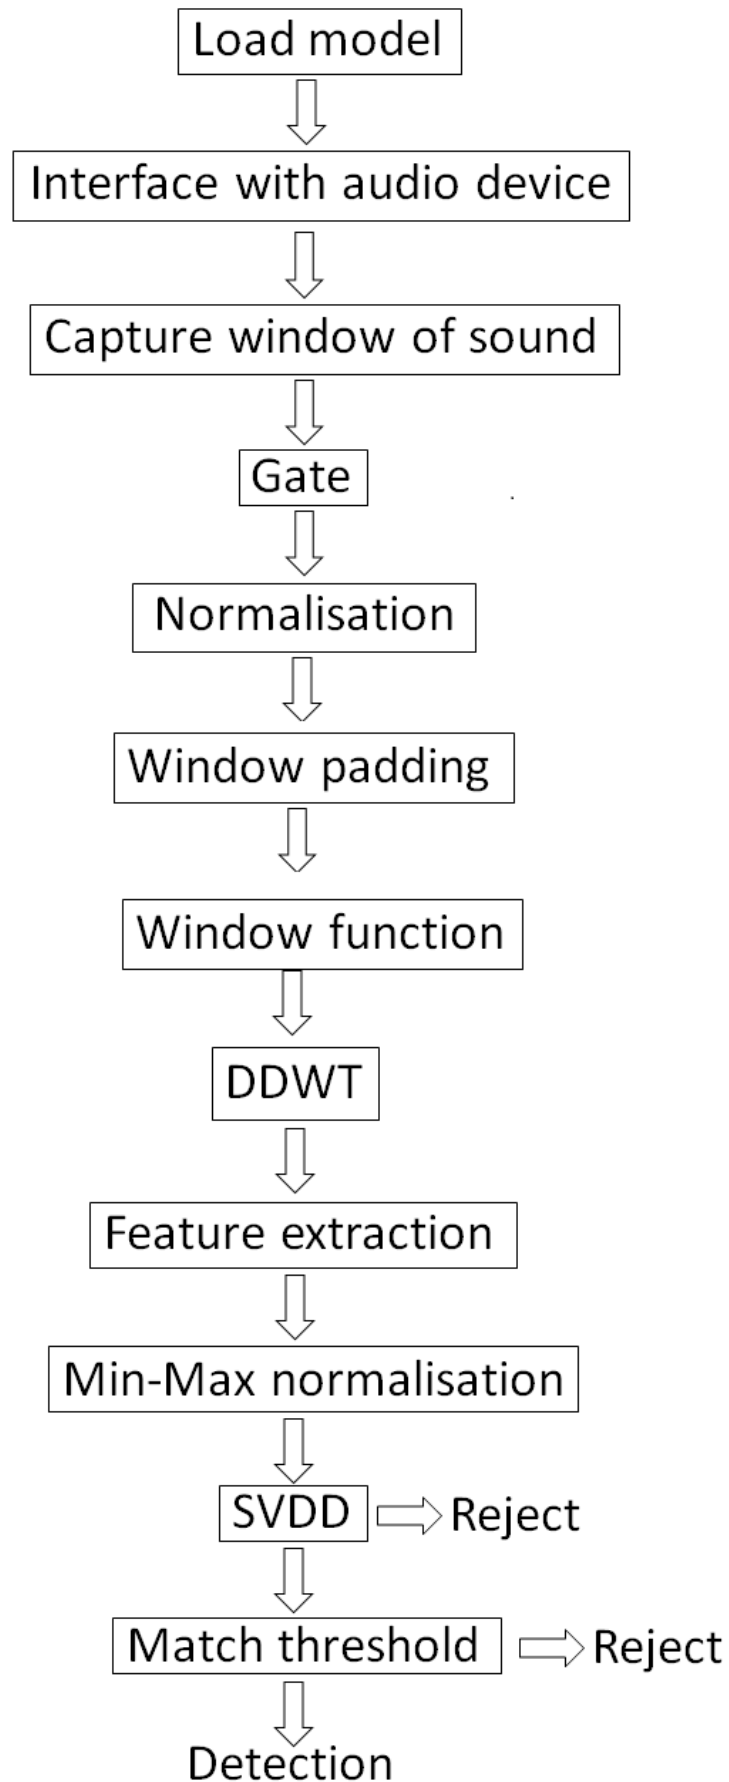 Load model
Interface with audio device
Capture window of sound
Gate
Normalisation
Window padding
Window function
DDWT
Feature extraction
Min-Max normalisation
SVDD
Reject
Match threshold
Reject
Detection